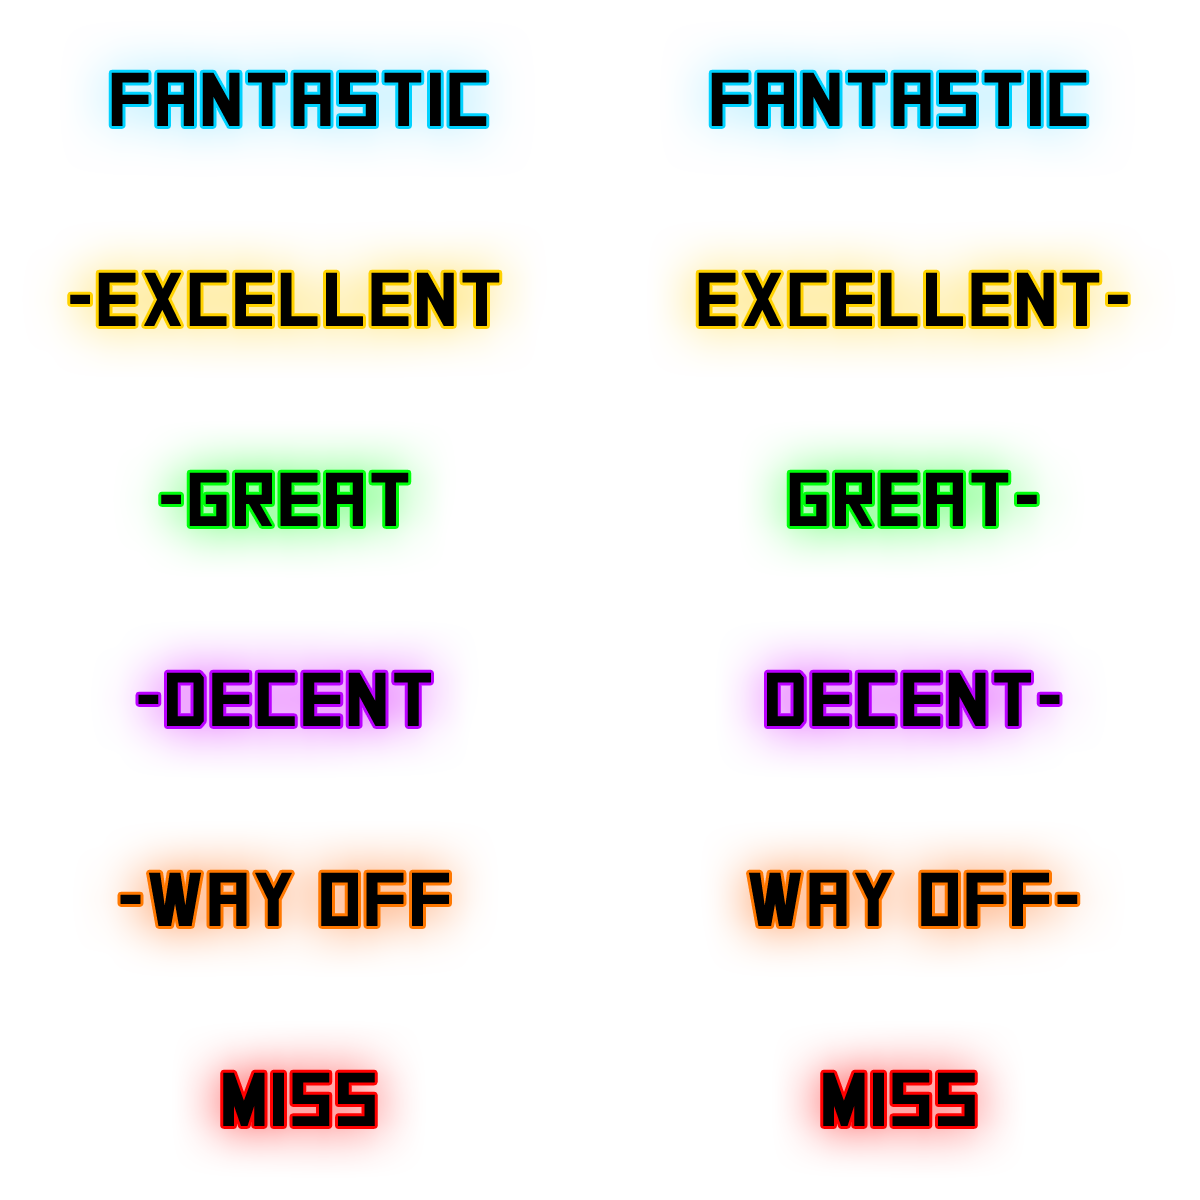 FANTASTIC FANTASTIC
-EXCELLENT EXCELLENT-
-GREAT GREAT-
-DECENT DECENT-
-WAY OFF WAY OFF-
MISS MISS